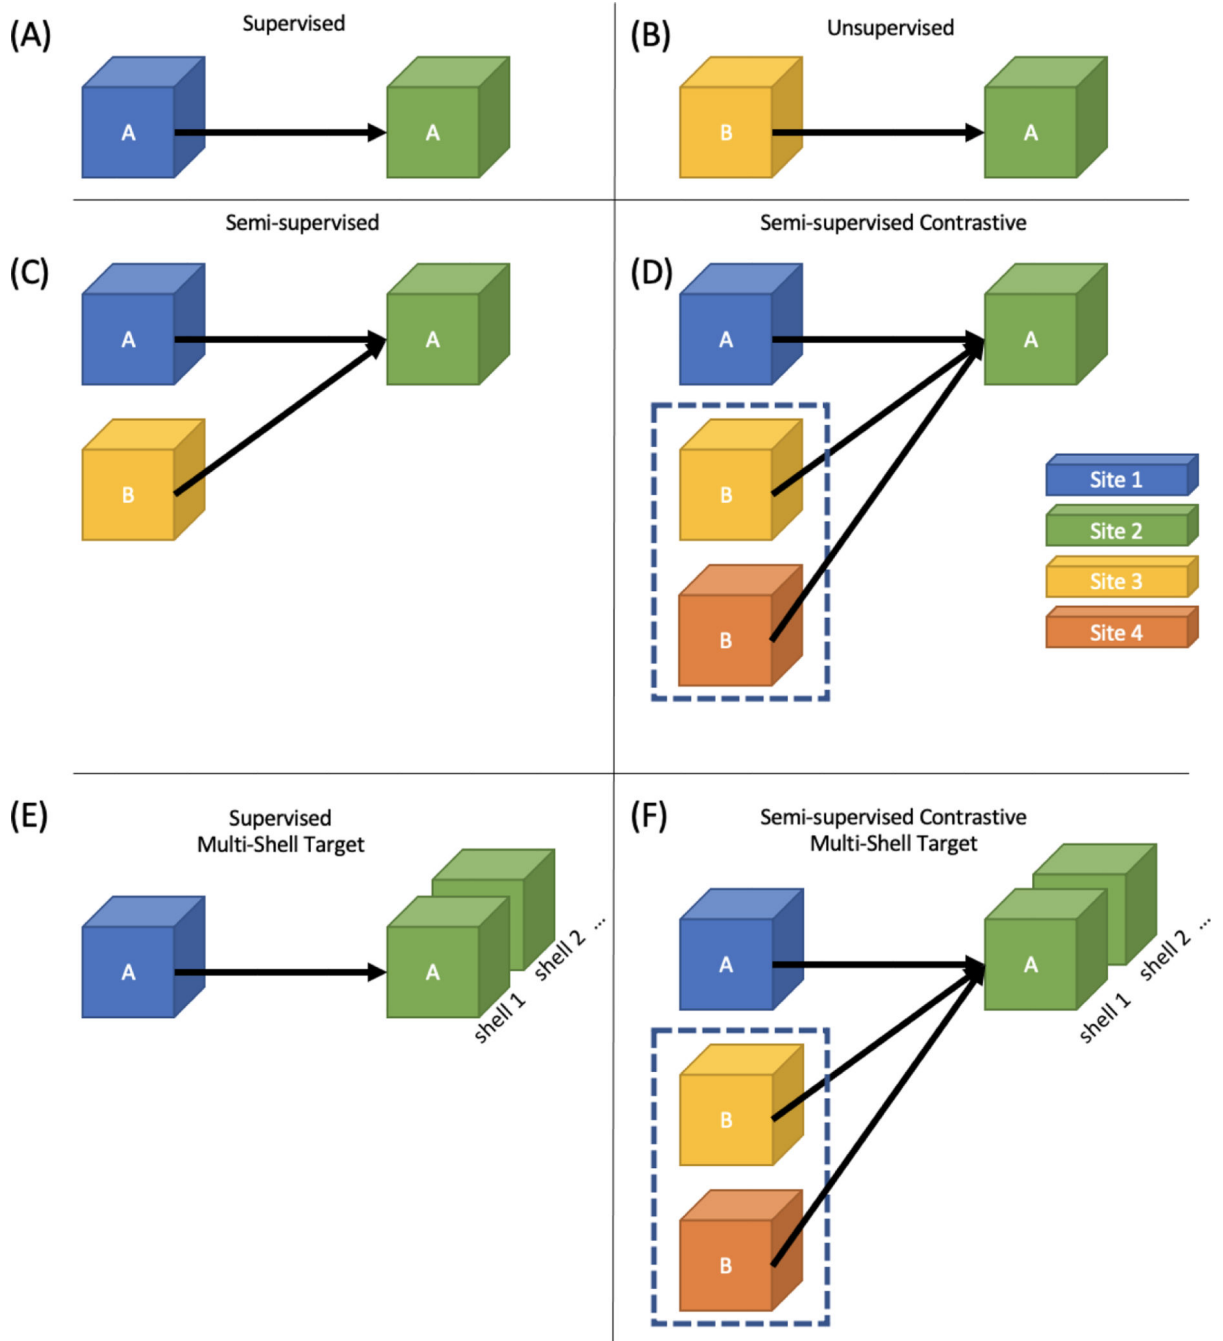 (A)
Supervised
A
A
(B)
Unsupervised
B
A
(C)
Semi-supervised
A
A
B
(D)
Semi-supervised Contrastive
A
A
B
B
Site 1
Site 2
Site 3
Site 4
(E)
Supervised
Multi-Shell Target
A
A
shell 1
shell 2 ...
(F)
Semi-supervised Contrastive
Multi-Shell Target
A
A
shell 1
shell 2 ...
B
B